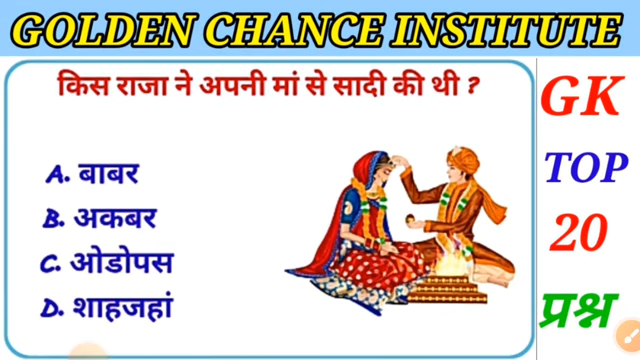 GOLDEN CHANCE INSTITUTE
किस राजा ने अपनी मां से सादी की थी ?
A. बाबर
B. अकबर
C. ओडोपस
D. शाहजहां
GK
TOP
20
प्रश्न